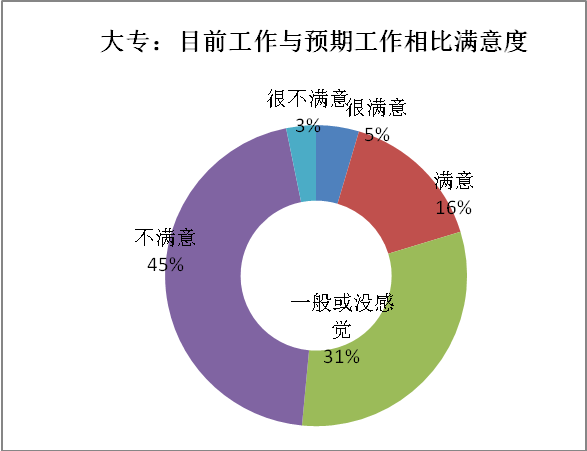 大专：目前工作与预期工作相比满意度
很不满意
3%
很满意
5%
满意
16%
不满意
45%
一般或没感
觉
31%